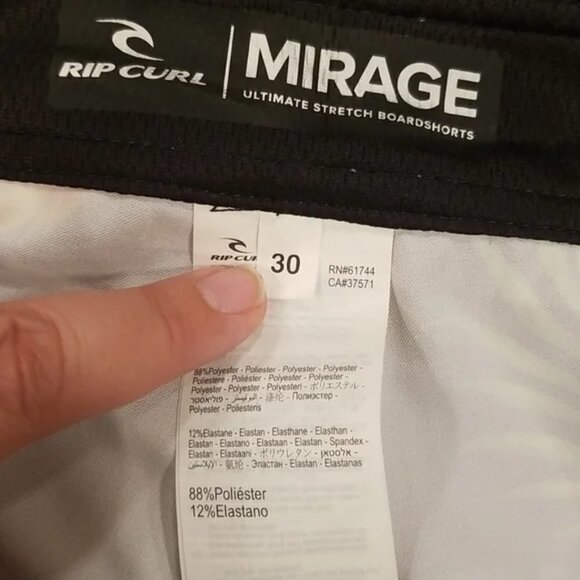 RIP CURL
MIRAGE
ULTIMATE STRETCH BOARDSHORTS
RIP CURL
30
RN#61744
CA#37571
88%Polyester - Poliester - Polyester - Polyester -
Poliestere - Poliéster - Polyester - Polyester -
Polyester - Polyester - Polyester - ポリエステル -
פוליאסטר - البوليستر - 涤纶 - Полиэстер -
Polyester - Poliesteris
12%Elastane - Elastan - Elasthane - Elasthan -
Elastan - Elastano - Elastaan - Elastan - Spandex -
Elastan - Elastaani - ポリウレタン - אלסטאן -
الإيلاستين - 氨纶 - Эластан - Elastan - Elastanas
88%Poliéster
12%Elastano